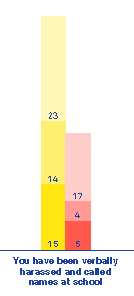 23
17
14
4
15 5
You have been verbally
harassed and called
names at school